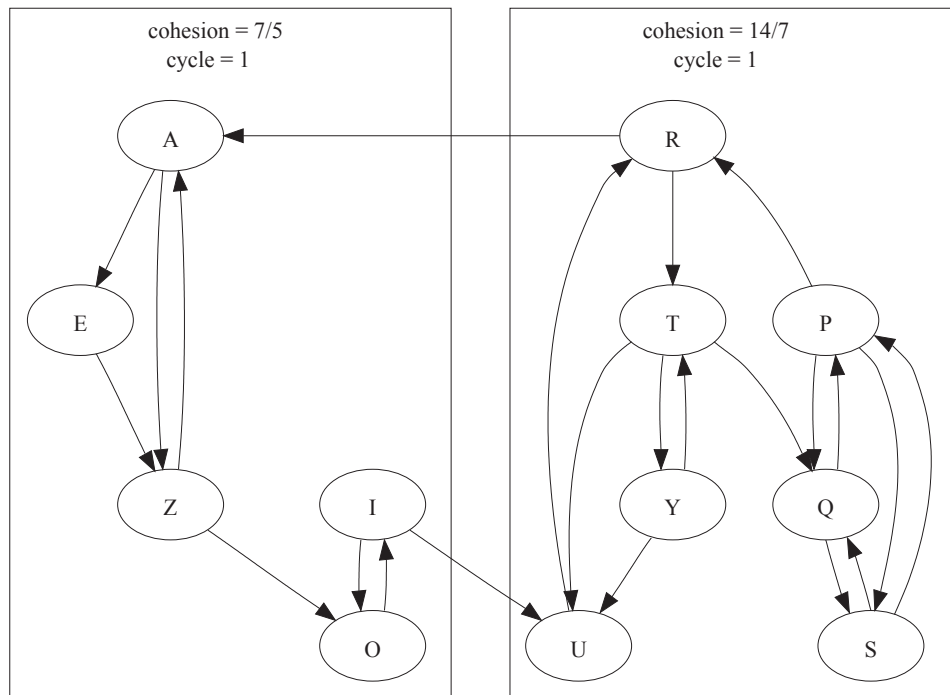 cohesion = 7/5
cycle = 1
cohesion = 14/7
cycle = 1
A
R
E
T
P
Z
I
Y
Q
O
U
S